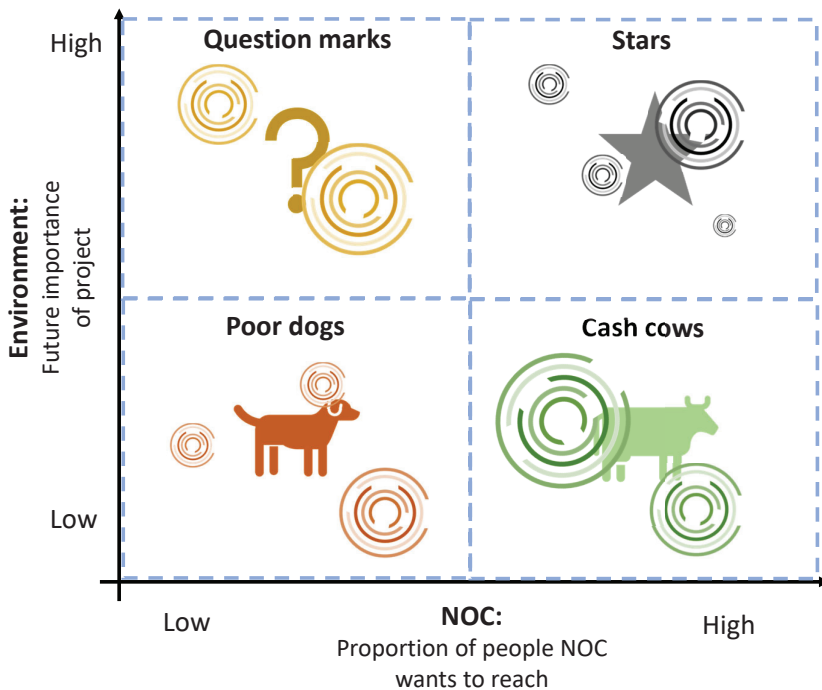 High
Question marks
Stars
?
Environment:
Future importance
of project
Poor dogs
Cash cows
Low
Low
NOC:
High
Proportion of people NOC
wants to reach